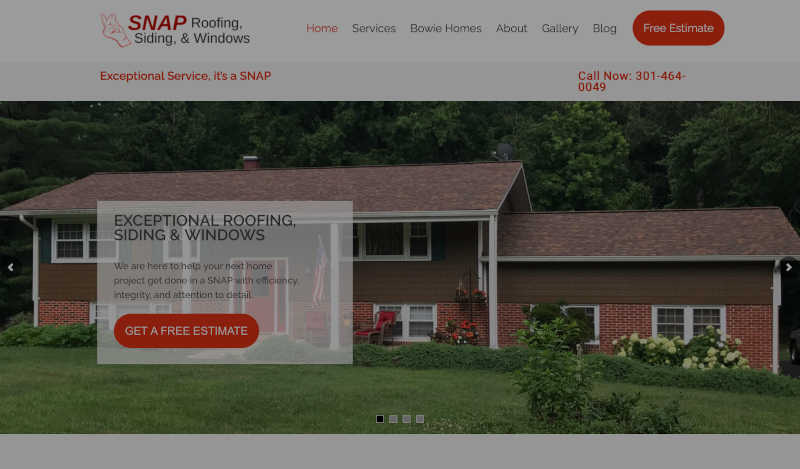 SNAP Roofing,
Siding, & Windows
Home Services Bowie Homes About Gallery Blog Free Estimate
Exceptional Service, it's a SNAP
Call Now: 301-464-
0049
EXCEPTIONAL ROOFING,
SIDING & WINDOWS
We are here to help your next home
project get done in a SNAP with efficiency,
integrity, and attention to detail.
GET A FREE ESTIMATE